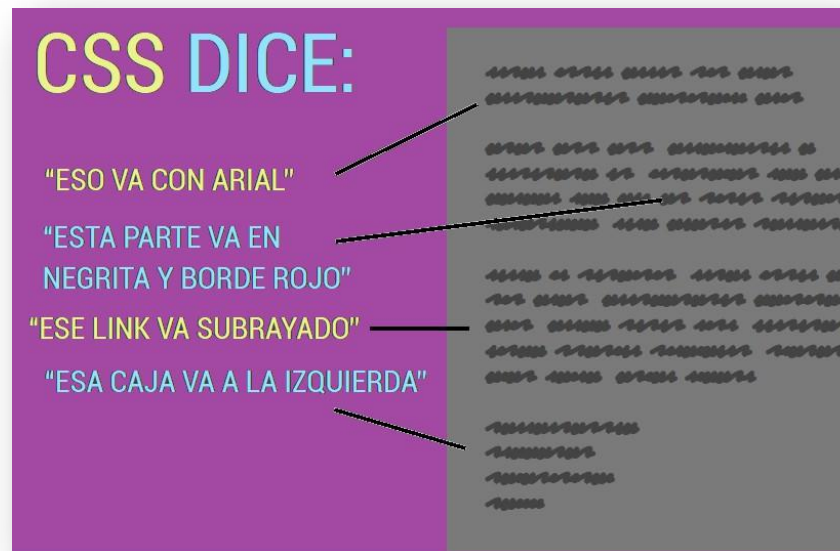 CSS DICE:
“ESO VA CON ARIAL”
“ESTA PARTE VA EN
NEGRITA Y BORDE ROJO”
“ESE LINK VA SUBRAYADO”
“ESA CAJA VA A LA IZQUIERDA”